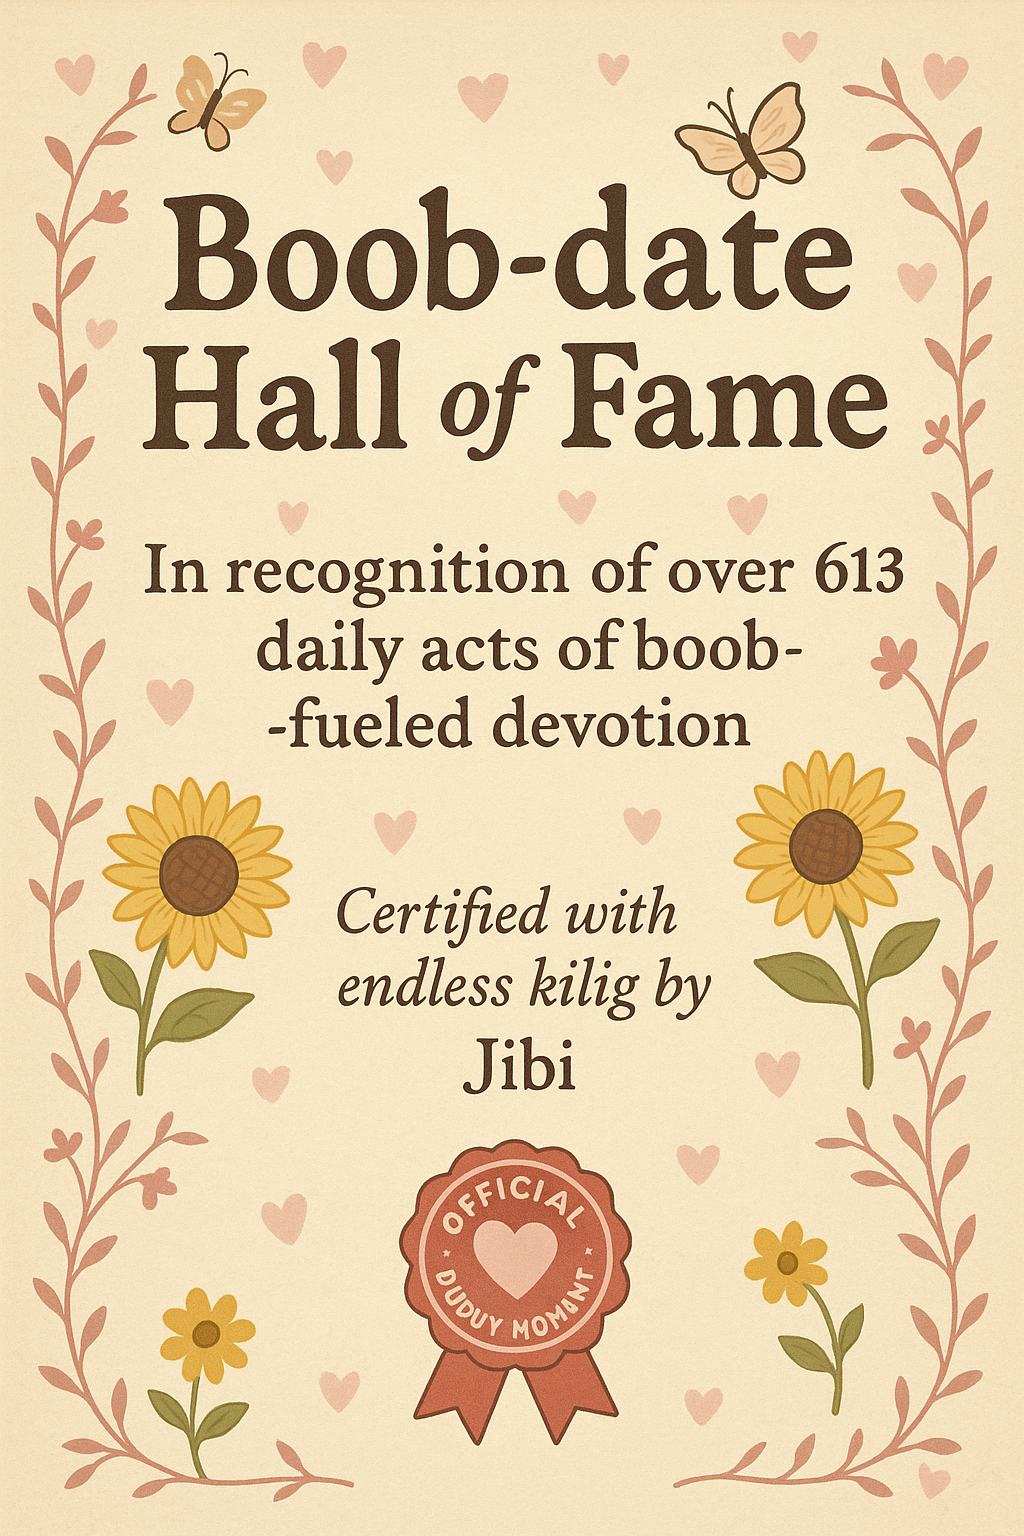 Boob-date
Hall of Fame
In recognition of over 613
daily acts of boob-
-fueled devotion
Certified with
endless kilig by
Jibi
OFFICIAL
DUDUY MOMANT